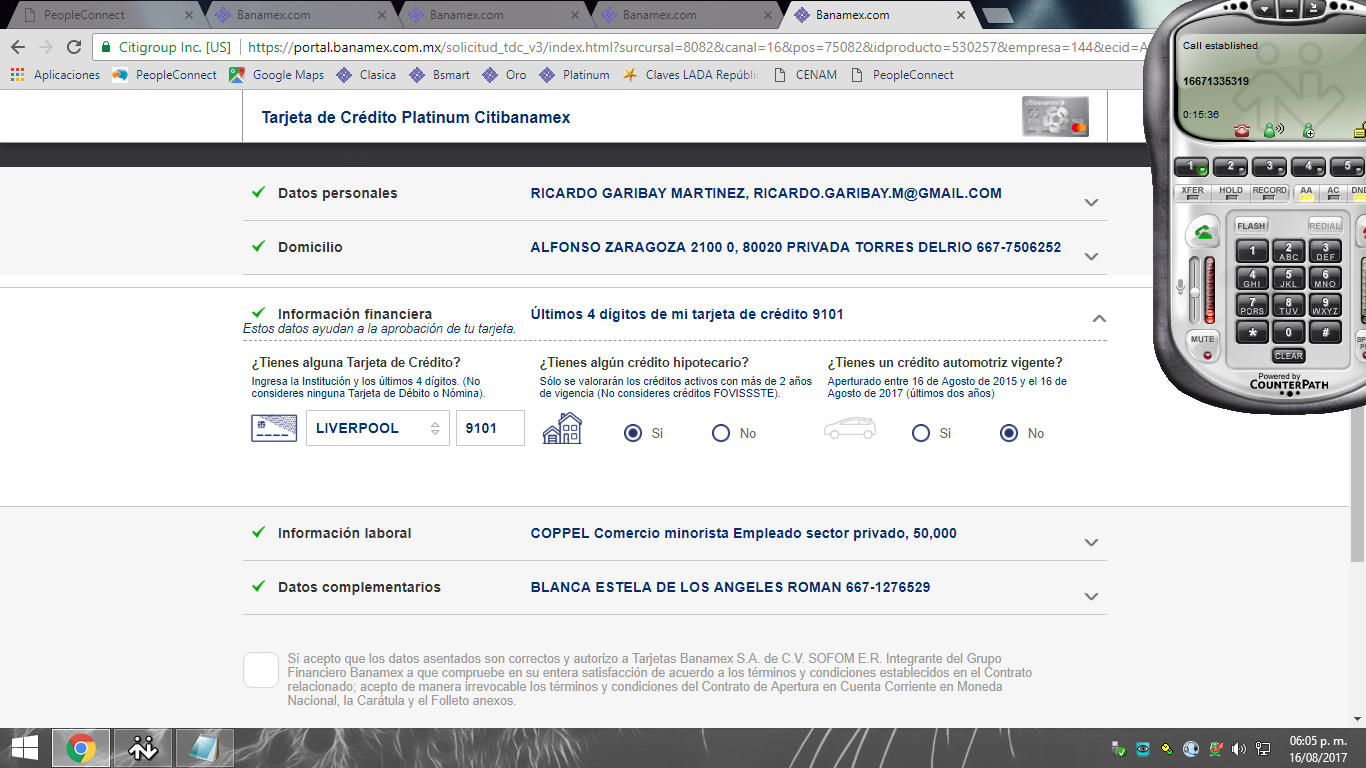 PeopleConnect
Banamex.com
Banamex.com
Banamex.com
Banamex.com
Citigroup Inc. [US]
https://portal.banamex.com.mx/solicitud_tdc_v3/index.html?surcursal=8082&canal=16&pos=75082&idproducto=530257&empresa=144&ecid=A
Aplicaciones
PeopleConnect
Google Maps
Clasica
Bsmart
Oro
Platinum
Claves LADA Repúblic
CENAM
PeopleConnect
Tarjeta de Crédito Platinum Citibanamex
Datos personales
RICARDO GARIBAY MARTINEZ, RICARDO.GARIBAY.M@GMAIL.COM
Domicilio
ALFONSO ZARAGOZA 2100 0, 80020 PRIVADA TORRES DELRIO 667-7506252
Información financiera
Últimos 4 dígitos de mi tarjeta de crédito 9101
Estos datos ayudan a la aprobación de tu tarjeta.
¿Tienes alguna Tarjeta de Crédito?
Ingresa la Institución y los últimos 4 dígitos. (No
consideres ninguna Tarjeta de Débito o Nómina).
LIVERPOOL
9101
¿Tienes algún crédito hipotecario?
Sólo se valorarán los créditos activos con más de 2 años
de vigencia (No consideres créditos FOVISSSTE).
Si
No
¿Tienes un crédito automotriz vigente?
Aperturado entre 16 de Agosto de 2015 y el 16 de
Agosto de 2017 (últimos dos años)
Si
No
Información laboral
COPPEL Comercio minorista Empleado sector privado, 50,000
Datos complementarios
BLANCA ESTELA DE LOS ANGELES ROMAN 667-1276529
Sí acepto que los datos asentados son correctos y autorizo a Tarjetas Banamex S.A. de C.V. SOFOM E.R. Integrante del Grupo
Financiero Banamex a que compruebe en su entera satisfacción de acuerdo a los términos y condiciones establecidos en el Contrato
relacionado; acepto de manera irrevocable los términos y condiciones del Contrato de Apertura en Cuenta Corriente en Moneda
Nacional, la Carátula y el Folleto anexos.
Call established
16671335319
0:15:36
1
2
3
4
5
XFER
HOLD
RECORD
AA
AC
DND
FLASH
REDIAL
1
2 ABC
3 DEF
4 GHI
5 JKL
6 MNO
7 PQRS
8 TUV
9 WXYZ
*
0
#
MUTE
CLEAR
Powered by
COUNTERPATH
06:05 p. m.
16/08/2017